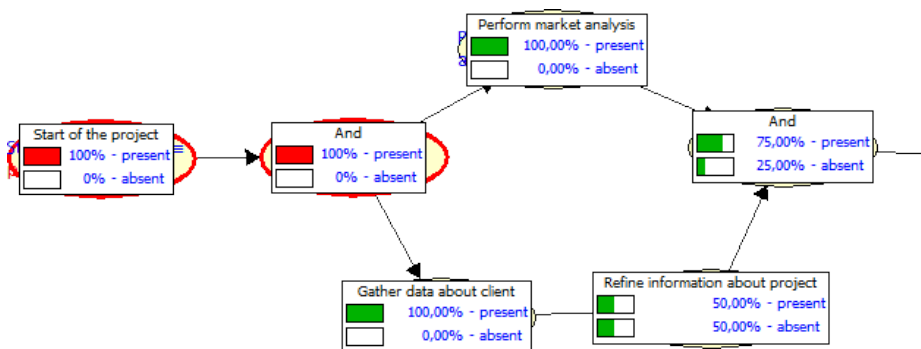 Perform market analysis
100,00% - present
0,00% - absent
Start of the project
100% - present
0% - absent
And
100% - present
0% - absent
And
75,00% - present
25,00% - absent
Gather data about client
100,00% - present
0,00% - absent
Refine information about project
50,00% - present
50,00% - absent